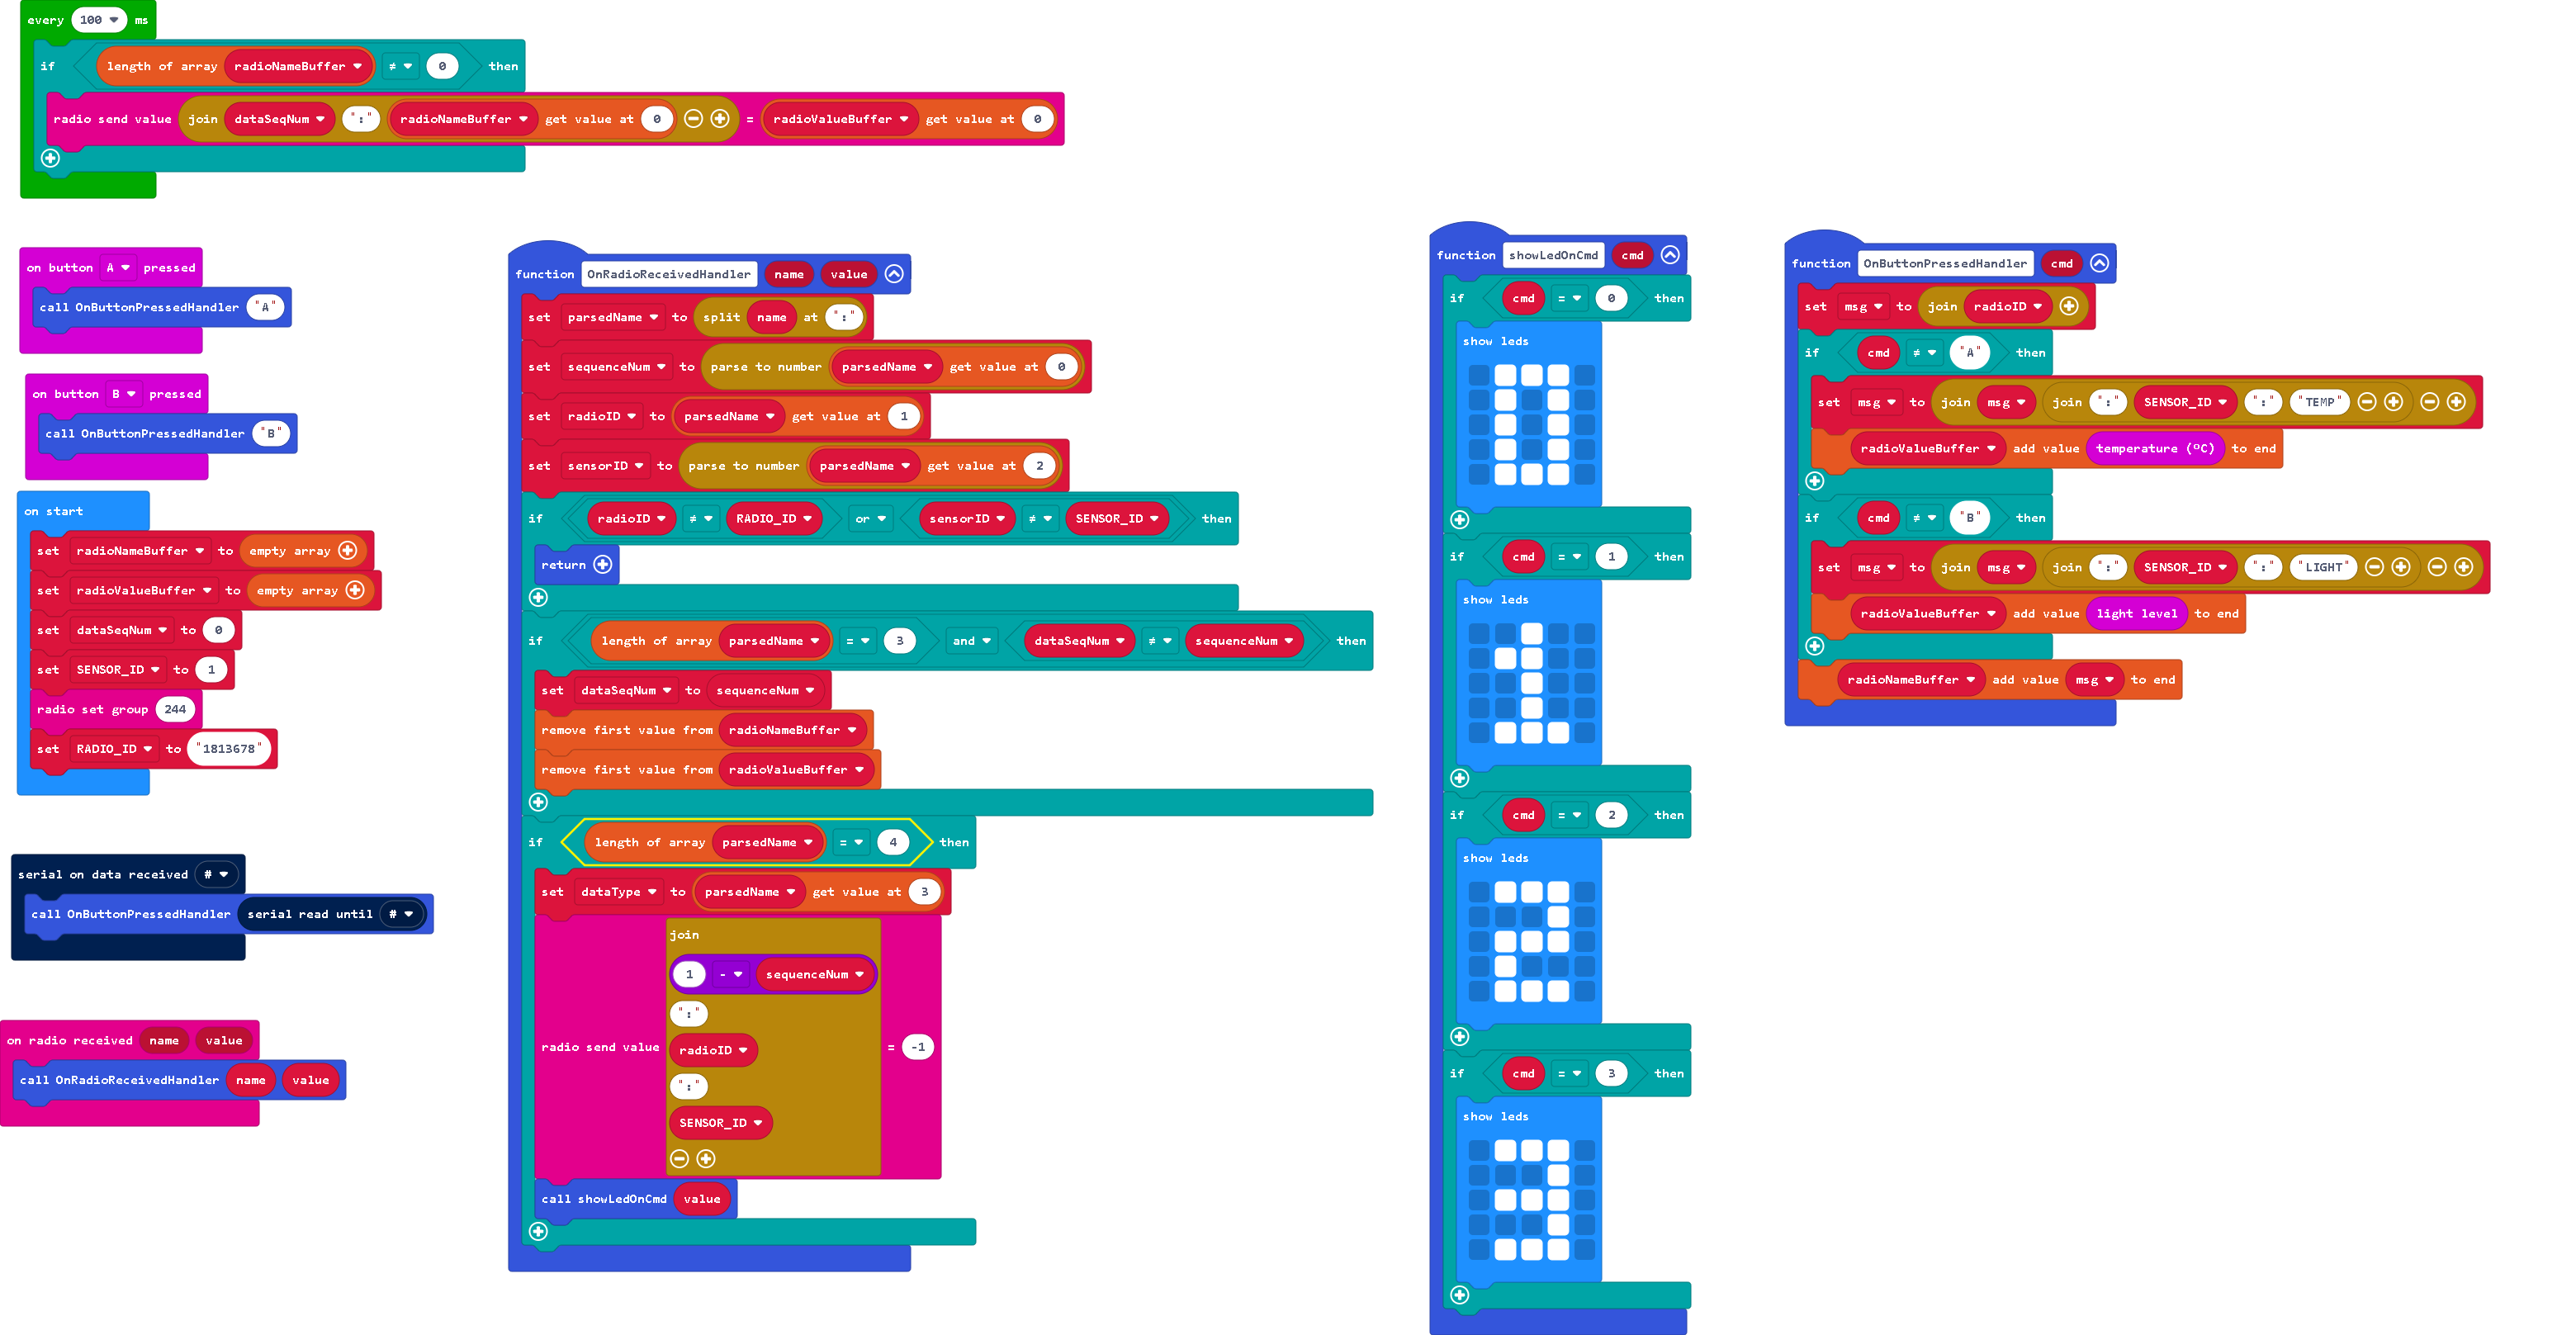 every 100 ms
if length of array radioNameBuffer ≠ 0 then
radio send value join dataSeqNum ":" radioNameBuffer get value at 0 = radioValueBuffer get value at 0
on button A pressed
call OnButtonPressedHandler "A"
on button B pressed
call OnButtonPressedHandler "B"
on start
set radioNameBuffer to empty array
set radioValueBuffer to empty array
set dataSeqNum to 0
set SENSOR_ID to 1
radio set group 244
set RADIO_ID to "1813678"
serial on data received #
call OnButtonPressedHandler serial read until #
on radio received name value
call OnRadioReceivedHandler name value
function OnRadioReceivedHandler name value
set parsedName to split name at ":"
set sequenceNum to parse to number parsedName get value at 0
set radioID to parsedName get value at 1
set sensorID to parse to number parsedName get value at 2
if radioID ≠ RADIO_ID or sensorID ≠ SENSOR_ID then
return
if length of array parsedName = 3 and dataSeqNum ≠ sequenceNum then
set dataSeqNum to sequenceNum
remove first value from radioNameBuffer
remove first value from radioValueBuffer
if length of array parsedName = 4 then
set dataType to parsedName get value at 3
join
1 - sequenceNum
":"
radioID
radio send value = -1
":"
SENSOR_ID
call showLedOnCmd value
function showLedOnCmd cmd
if cmd = 0 then
show leds
if cmd = 1 then
show leds
if cmd = 2 then
show leds
if cmd = 3 then
show leds
function OnButtonPressedHandler cmd
set msg to join radioID
if cmd ≠ "A" then
set msg to join msg join ":" SENSOR_ID ":" "TEMP"
radioValueBuffer add value temperature (°C) to end
if cmd ≠ "B" then
set msg to join msg join ":" SENSOR_ID ":" "LIGHT"
radioValueBuffer add value light level to end
radioNameBuffer add value msg to end